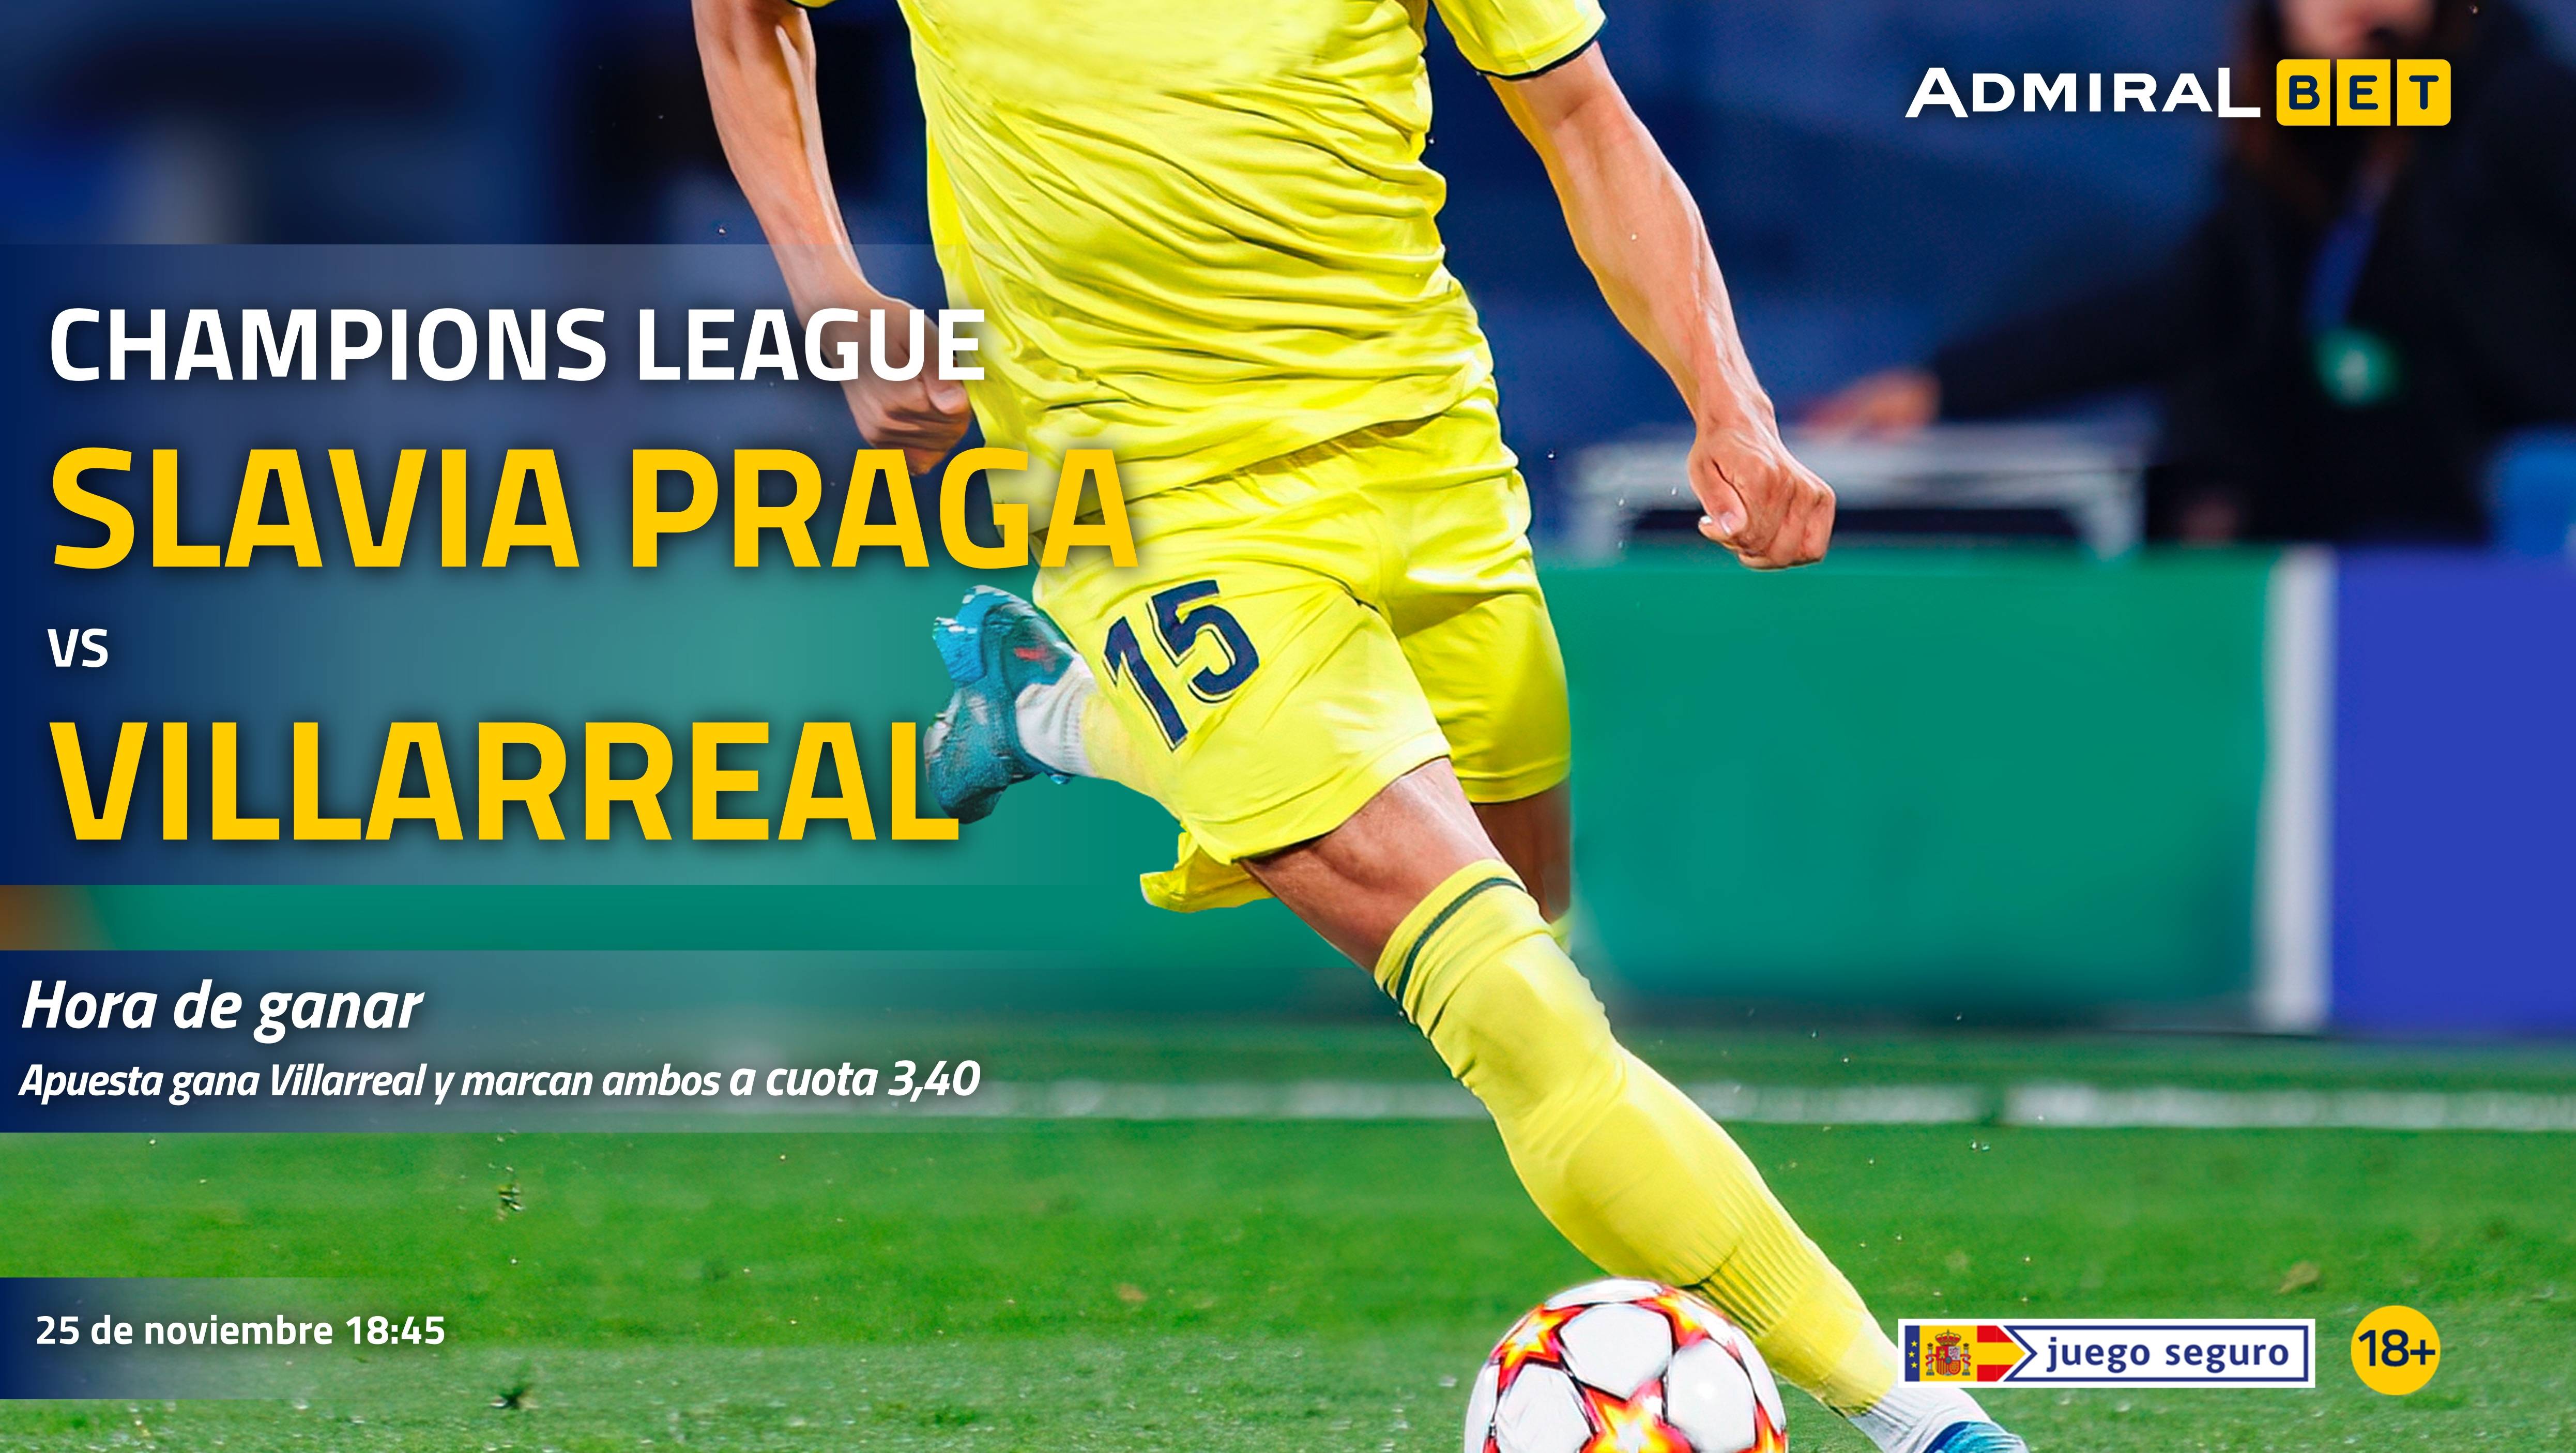 ADMIRAL BET
CHAMPIONS LEAGUE
SLAVIA PRAGA
VS
VILLARREAL
15
Hora de ganar
Apuesta gana Villarreal y marcan ambos a cuota 3,40
25 de noviembre 18:45
juego seguro
18+